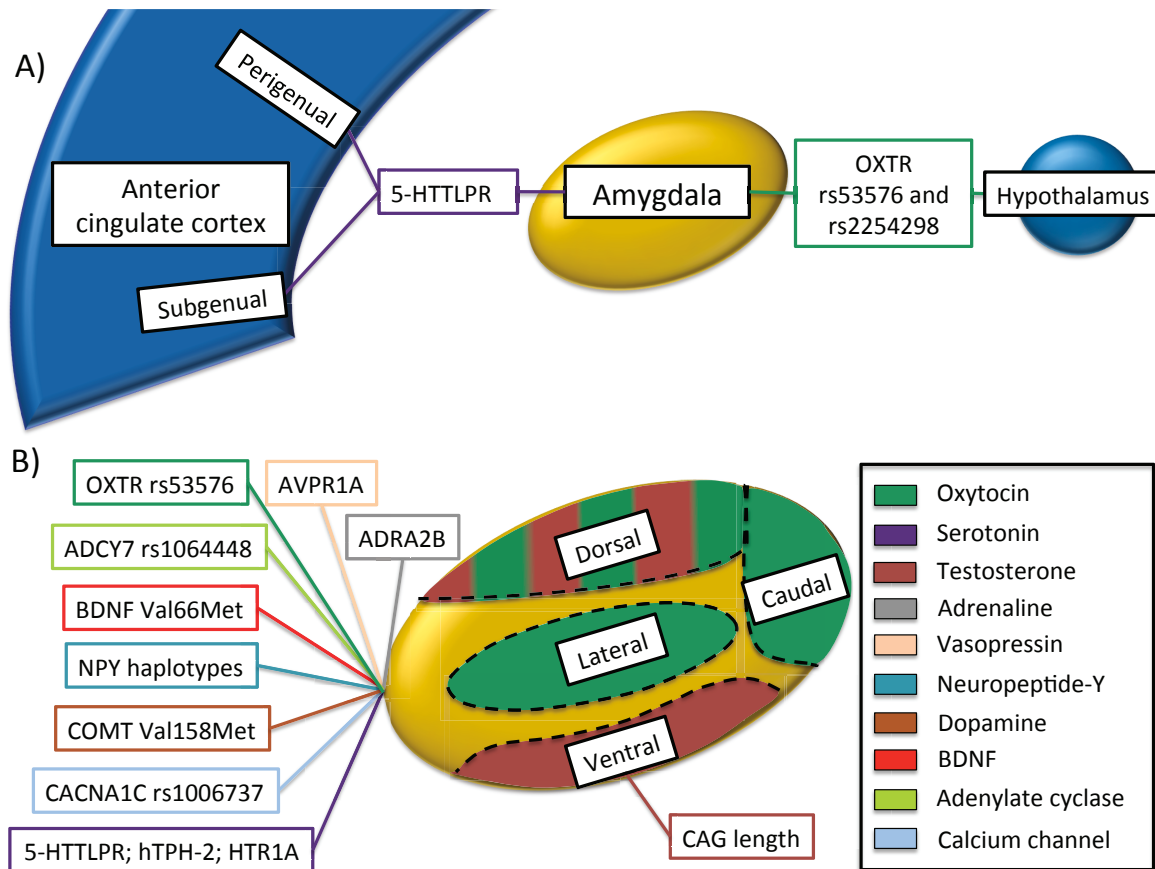 A)
Perigenual
Anterior
cingulate cortex
Subgenual
5-HTTLPR
Amygdala
OXTR
rs53576 and
rs2254298
Hypothalamus
B)
OXTR rs53576
AVPR1A
ADCY7 rs1064448
ADRA2B
BDNF Val66Met
NPY haplotypes
COMT Val158Met
CACNA1C rs1006737
5-HTTLPR; hTPH-2; HTR1A
Dorsal
Caudal
Lateral
Ventral
CAG length
Oxytocin
Serotonin
Testosterone
Adrenaline
Vasopressin
Neuropeptide-Y
Dopamine
BDNF
Adenylate cyclase
Calcium channel